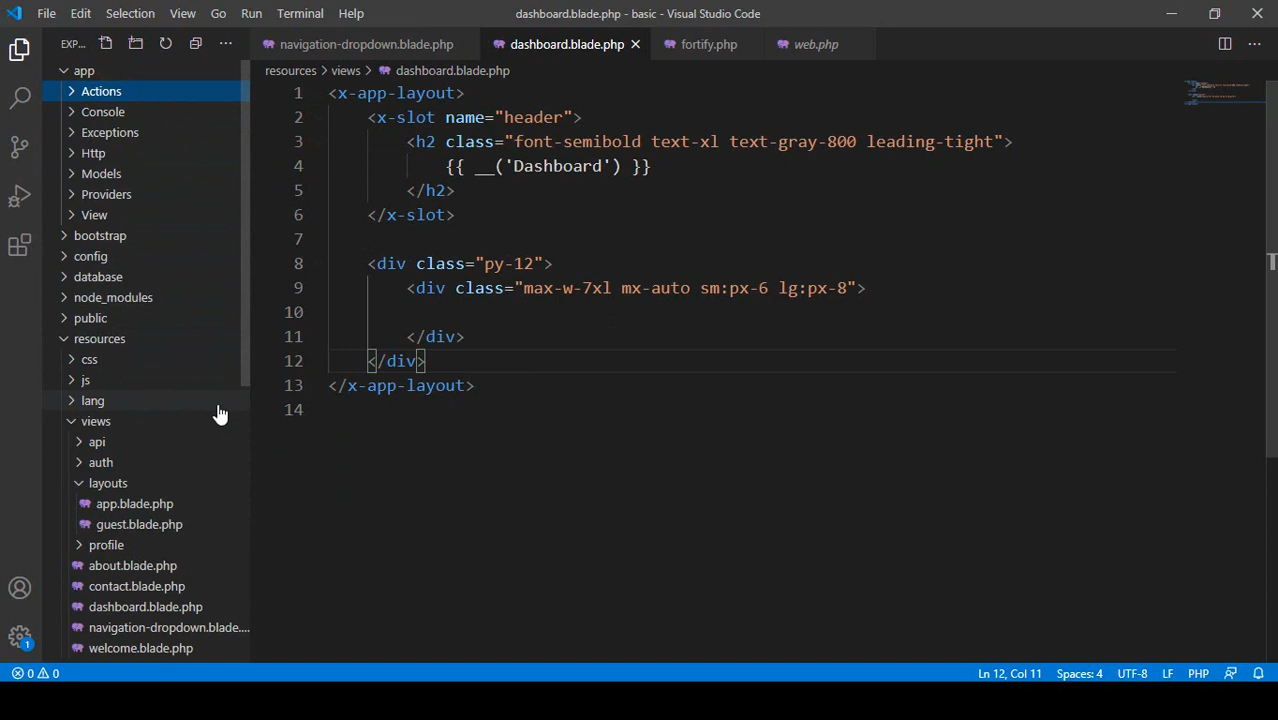 File Edit Selection View Go Run Terminal Help dashboard.blade.php - basic - Visual Studio Code
EXP...
navigation-dropdown.blade.php dashboard.blade.php fortify.php web.php
resources > views > dashboard.blade.php
app
Actions
Console
Exceptions
Http
Models
Providers
View
bootstrap
config
database
node_modules
public
resources
css
js
lang
views
api
auth
layouts
app.blade.php
guest.blade.php
profile
about.blade.php
contact.blade.php
dashboard.blade.php
navigation-dropdown.blade....
welcome.blade.php
1 <x-app-layout>
2 <x-slot name="header">
3 <h2 class="font-semibold text-xl text-gray-800 leading-tight">
4 {{ __('Dashboard') }}
5 </h2>
6 </x-slot>
7
8 <div class="py-12">
9 <div class="max-w-7xl mx-auto sm:px-6 lg:px-8">
10
11 </div>
12 </div>
13 </x-app-layout>
14
1
0 0 Ln 12, Col 11 Spaces: 4 UTF-8 LF PHP